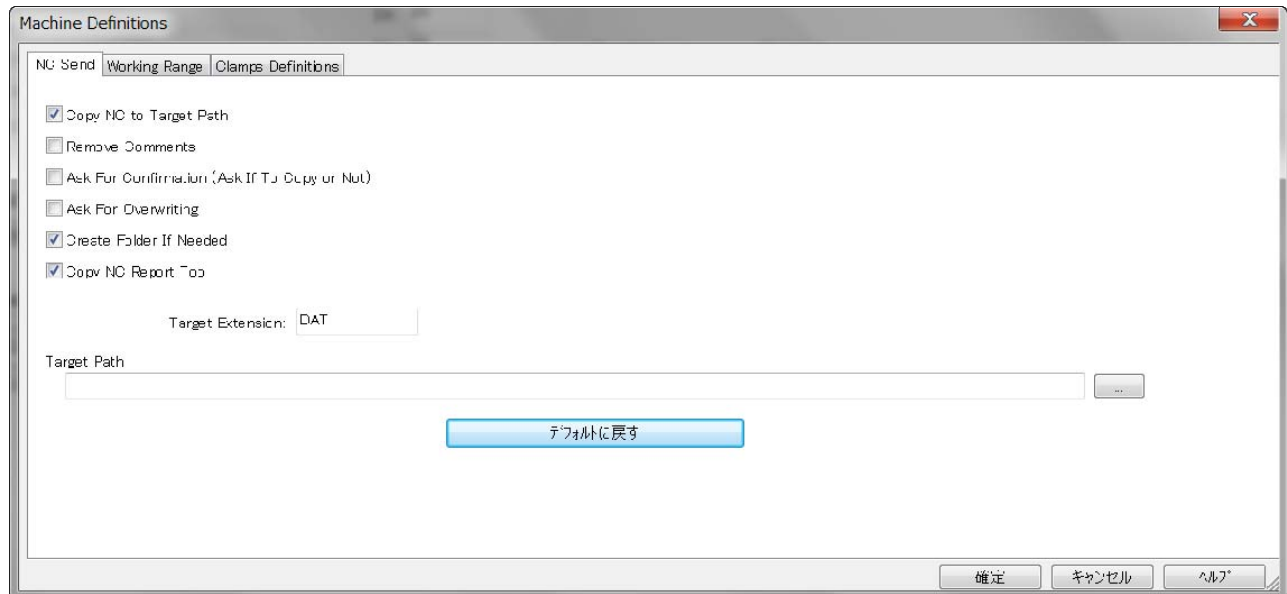 Machine Definitions
NC Send Working Range Clamps Definitions
Copy NC to Target Path
Remove Comments
Ask For Confirmation (Ask If To Copy or Not)
Ask For Overwriting
Create Folder If Needed
Copy NC Report Too
Target Extension: DAT
Target Path
...
デフォルトに戻す
確定 キャンセル ヘルプ